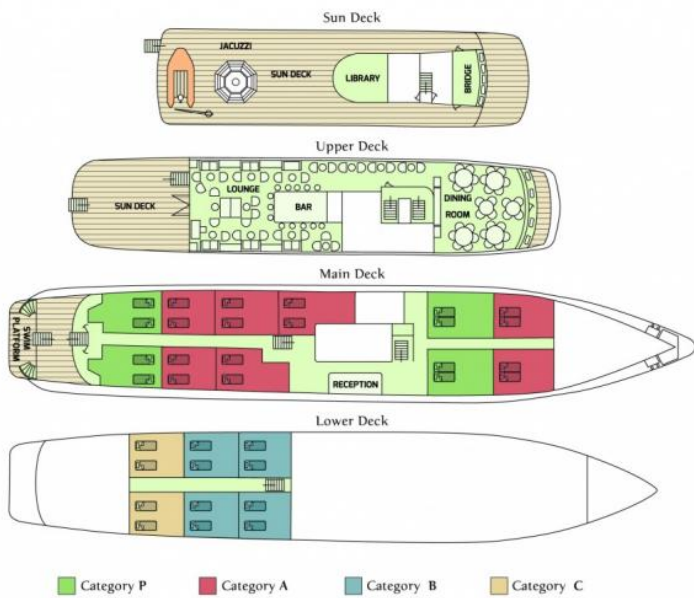 Sun Deck
JACUZZI
SUN DECK
LIBRARY
BRIDGE
Upper Deck
SUN DECK
LOUNGE
BAR
DINING
ROOM
Main Deck
SWIM
PLATFORM
RECEPTION
Lower Deck
Category P
Category A
Category B
Category C